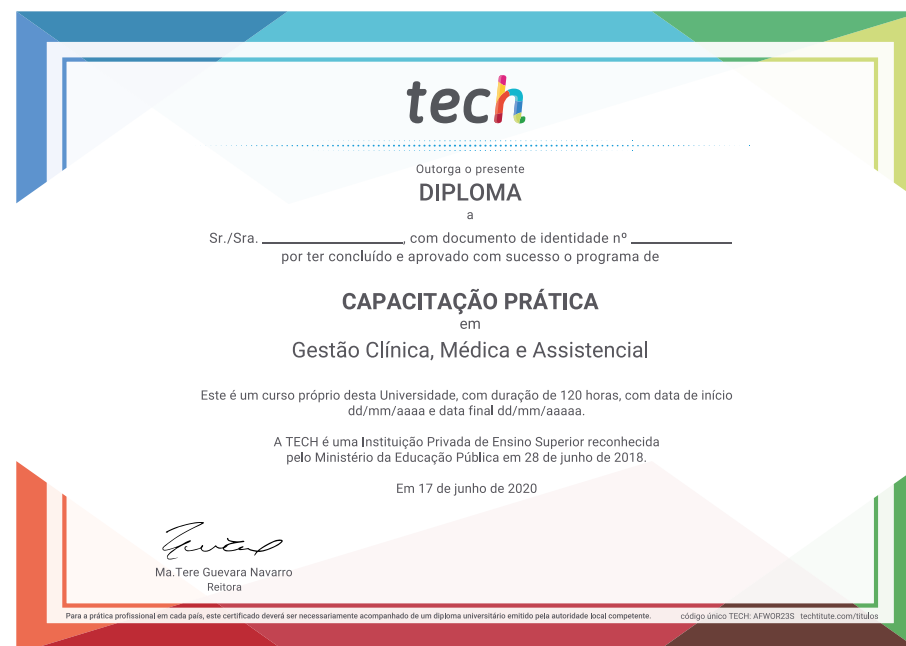 tech
Outorga o presente
DIPLOMA
a
Sr./Sra. ____________________, com documento de identidade nº ______________
por ter concluído e aprovado com sucesso o programa de
CAPACITAÇÃO PRÁTICA
em
Gestão Clínica, Médica e Assistencial
Este é um curso próprio desta Universidade, com duração de 120 horas, com data de início
dd/mm/aaaa e data final dd/mm/aaaaa.
A TECH é uma Instituição Privada de Ensino Superior reconhecida
pelo Ministério da Educação Pública em 28 de junho de 2018.
Em 17 de junho de 2020
Ma.Tere Guevara Navarro
Reitora
Para a prática profissional em cada país, este certificado deverá ser necessariamente acompanhado de um diploma universitário emitido pela autoridade local competente. código único TECH: AFWOR23S techtitute.com/titulos